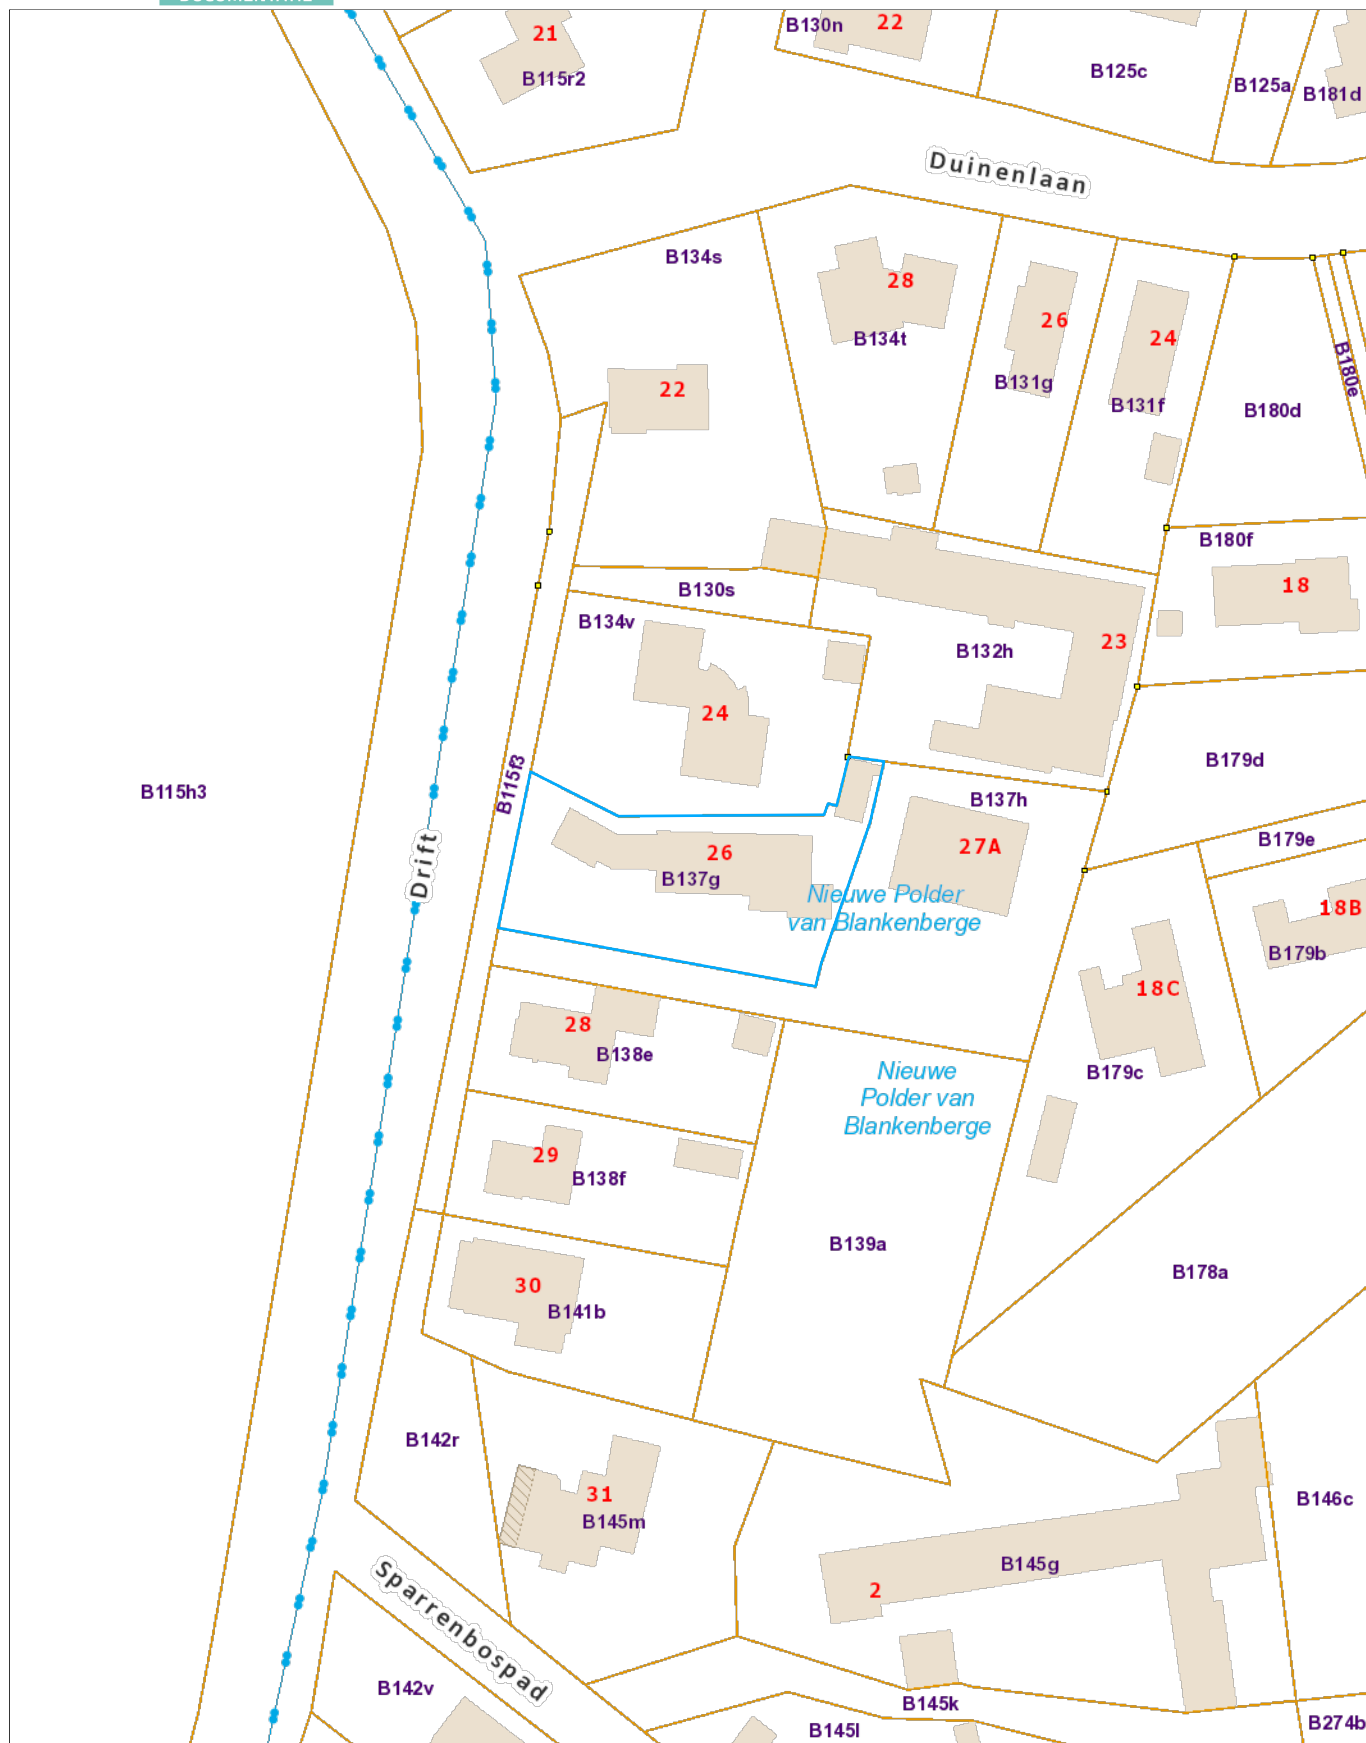 21
B115r2
B130n
22
B125c
B125a
B181d
Duinenlaan
B134s
28
B134t
26
B131g
24
B131f
B180d
B180e
22
B180f
18
B130s
B134v
24
B132h
23
B179d
B115h3
B115f3
Drift
26
B137g
B137h
27A
B179e
Nieuwe Polder
van Blankenberge
18B
B179b
28
B138e
18C
B179c
Nieuwe
Polder van
Blankenberge
29
B138f
B139a
B178a
30
B141b
B142r
31
B145m
B146c
B145g
2
Sparrenbospad
B142v
B145k
B145l
B274b